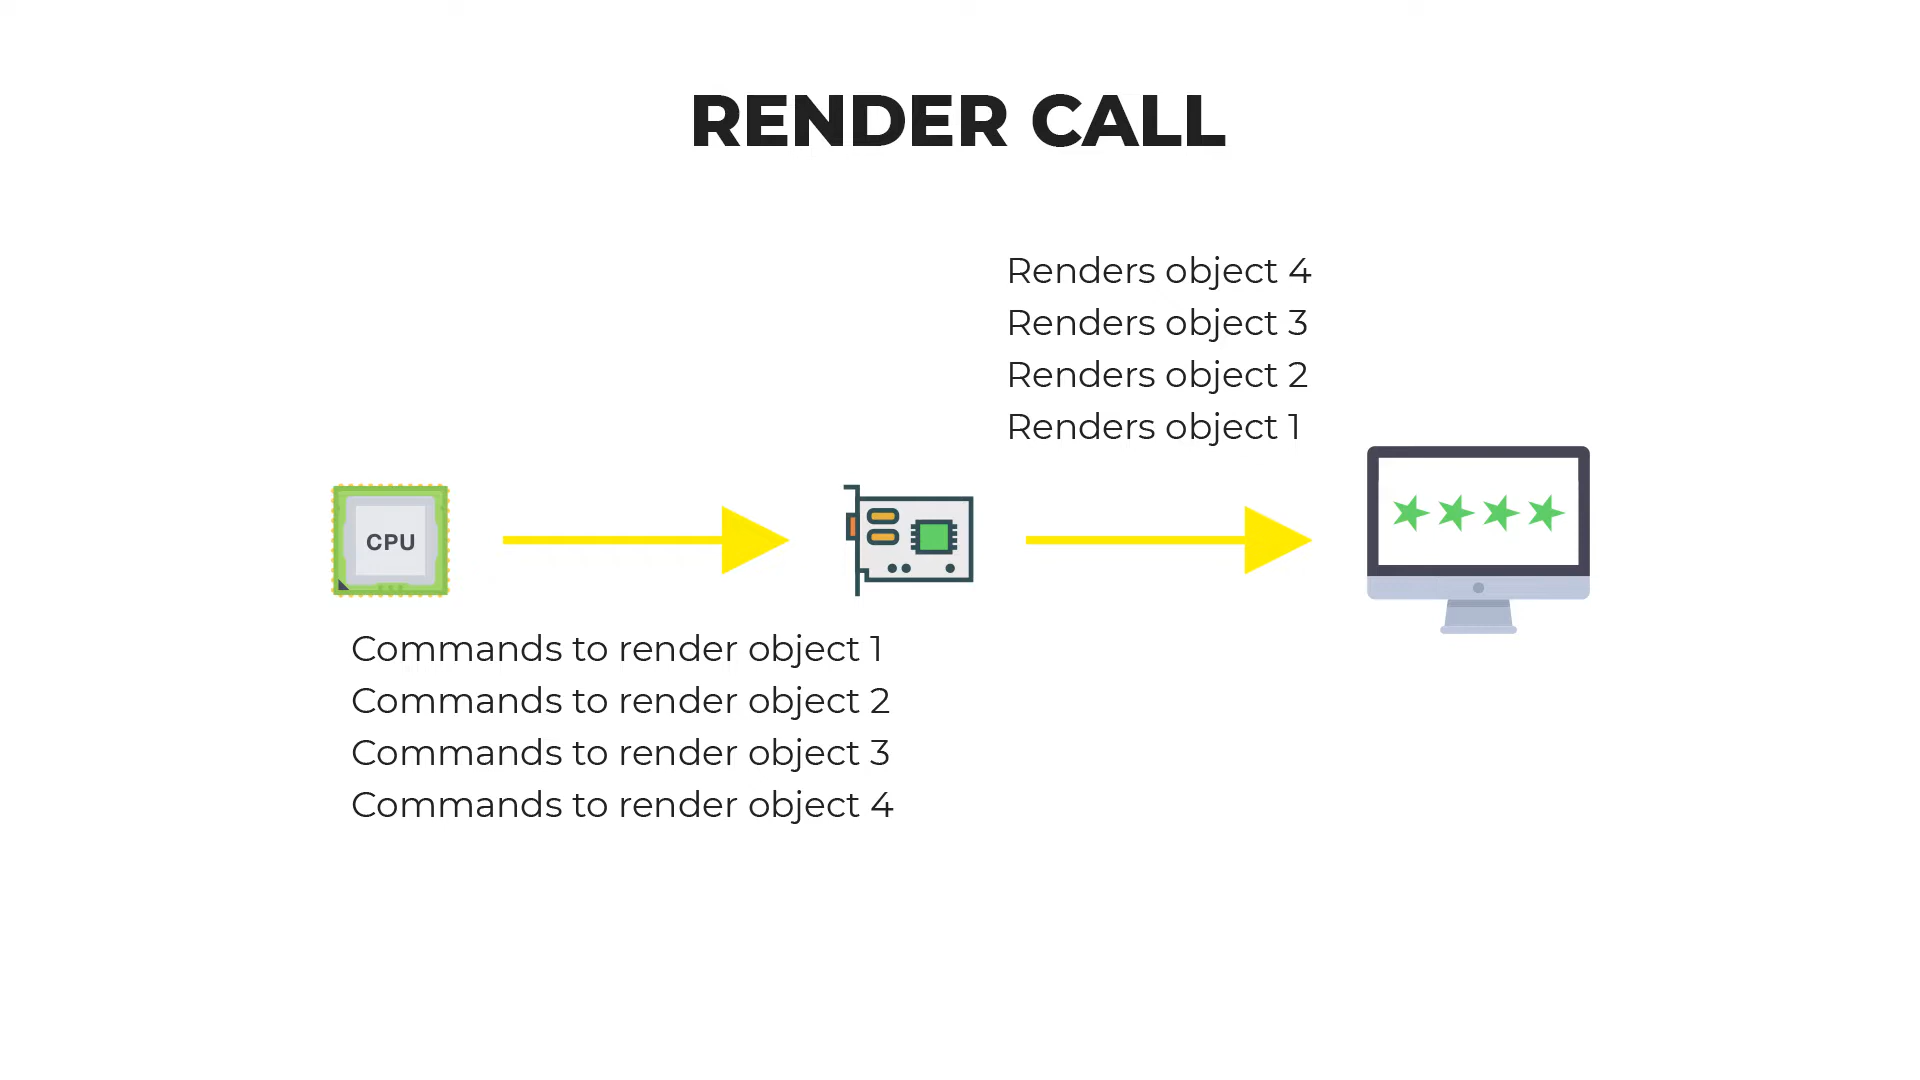 RENDER CALL
Renders object 4
Renders object 3
Renders object 2
Renders object 1
CPU
Commands to render object 1
Commands to render object 2
Commands to render object 3
Commands to render object 4